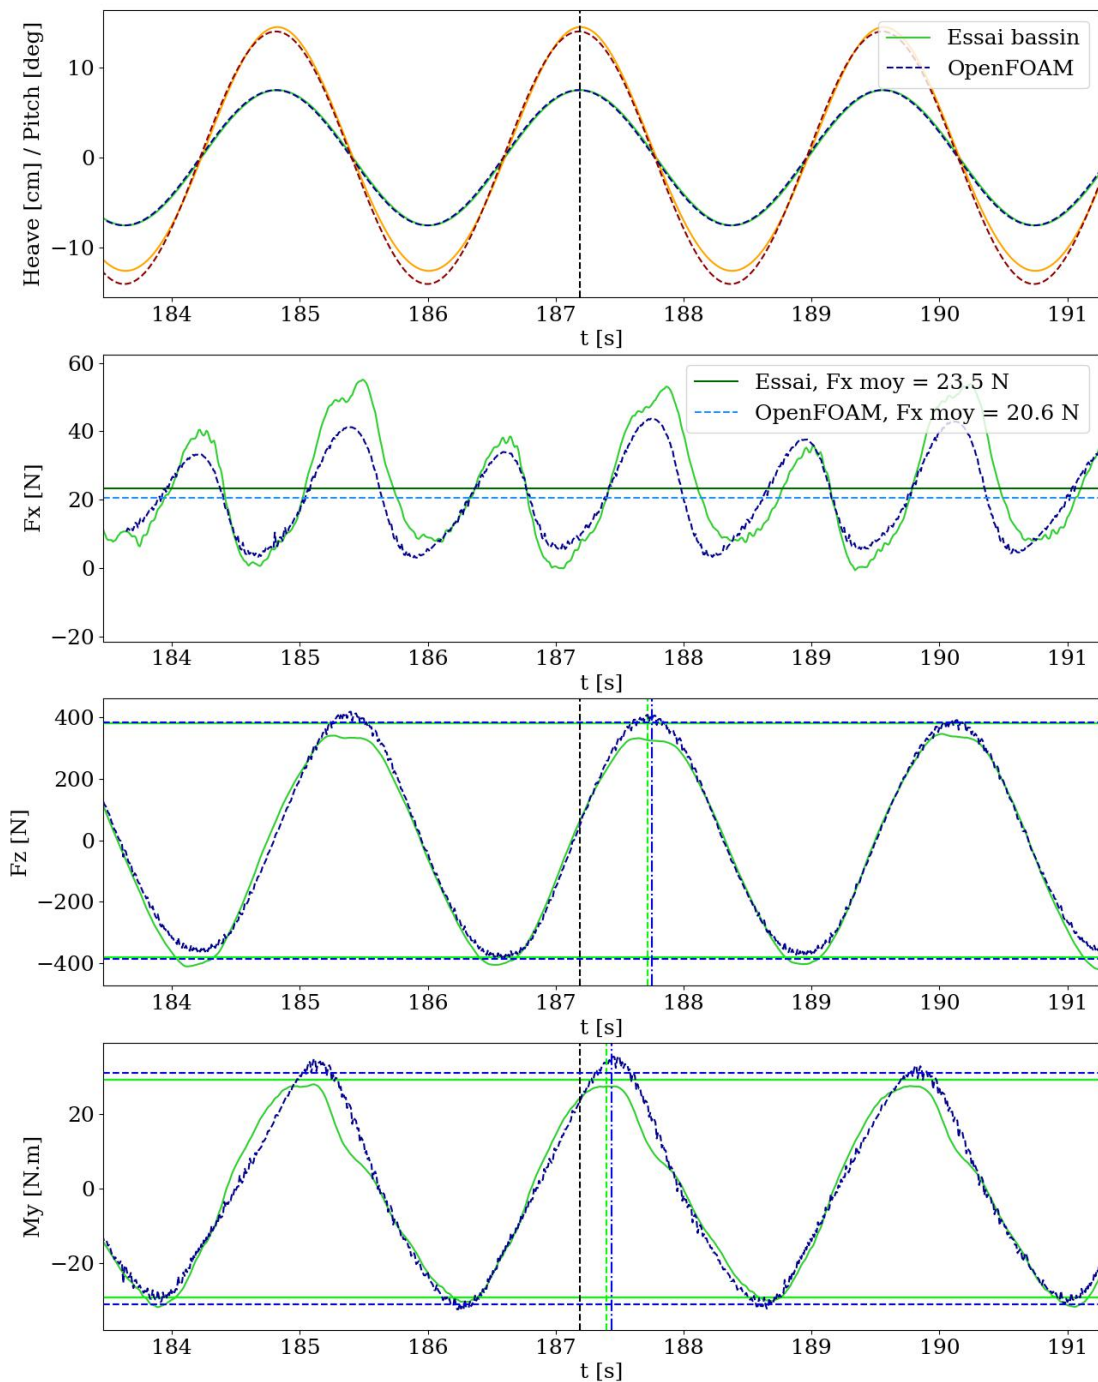 Heave [cm] / Pitch [deg]
10
0
−10
Essai bassin
OpenFOAM
184 185 186 187 188 189 190 191
t [s]
Fx [N]
60
40
20
0
−20
Essai, Fx moy = 23.5 N
OpenFOAM, Fx moy = 20.6 N
184 185 186 187 188 189 190 191
t [s]
Fz [N]
400
200
0
−200
−400
184 185 186 187 188 189 190 191
t [s]
My [N.m]
20
0
−20
184 185 186 187 188 189 190 191
t [s]